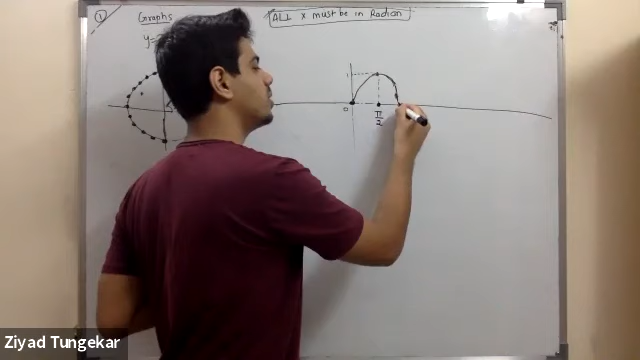 1
Graphs
ALL x must be in Radian
y=
1
0
π/2
Ziyad Tungekar